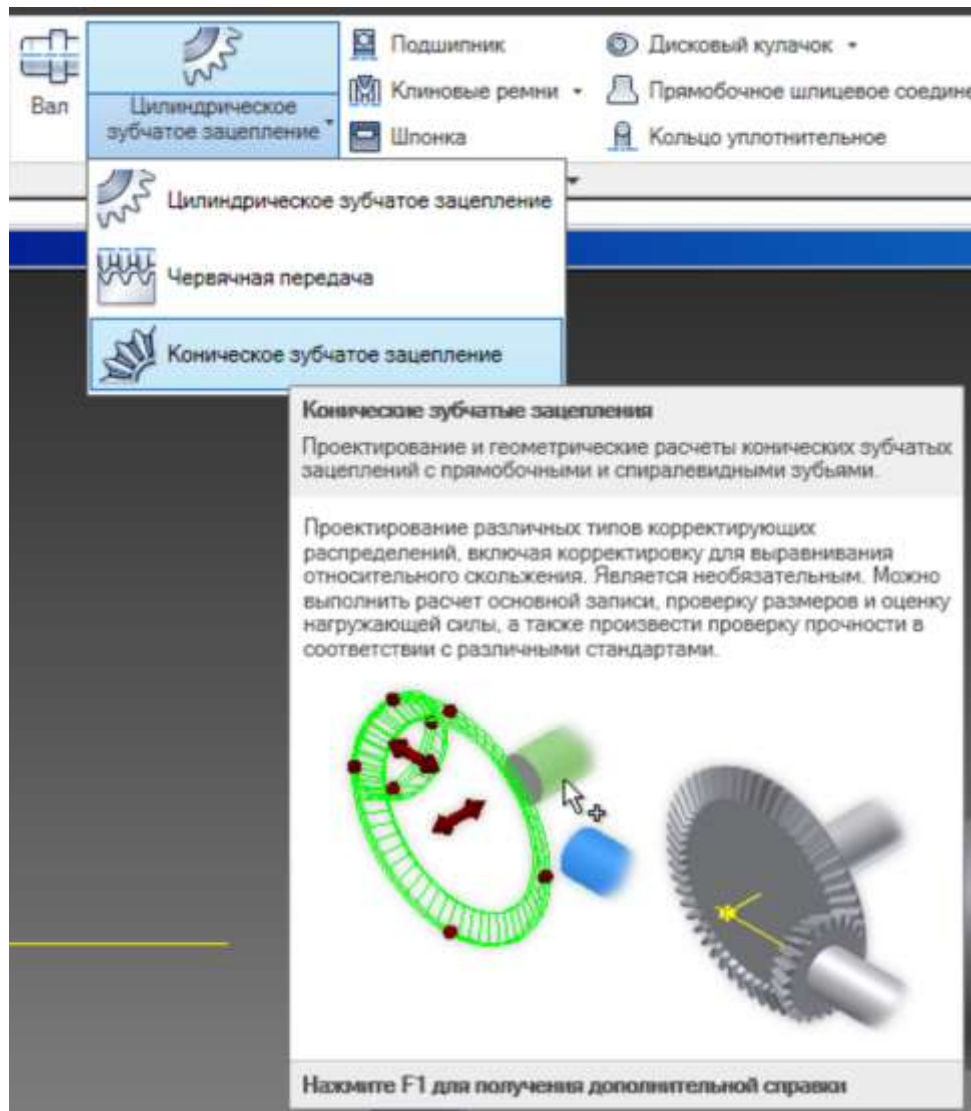 Вал
Цилиндрическое
зубчатое зацепление
Подшипник
Клиновые ремни
Шпонка
Дисковый кулачок
Прямобочное шлицевое соедине
Кольцо уплотнительное
Цилиндрическое зубчатое зацепление
Червячная передача
Коническое зубчатое зацепление
Конические зубчатые зацепления
Проектирование и геометрические расчеты конических зубчатых
зацеплений с прямобочными и спиралевидными зубьями.
Проектирование различных типов корректирующих
распределений, включая корректировку для выравнивания
относительного скольжения. Является необязательным. Можно
выполнить расчет основной записи, проверку размеров и оценку
нагружающей силы, а также произвести проверку прочности в
соответствии с различными стандартами.
Нажмите F1 для получения дополнительной справки